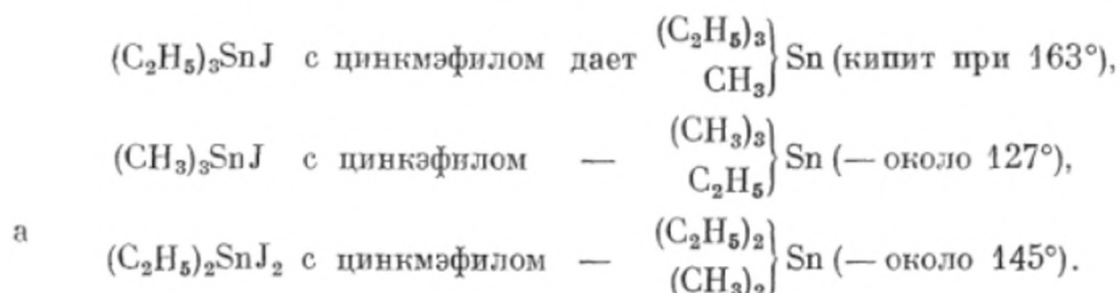 (C₂H₅)₃SnJ с цинкмэфилом дает (C₂H₅)₃ CH₃} Sn (кипит при 163°),
(CH₃)₃SnJ с цинкэфилом — (CH₃)₃ C₂H₅} Sn (— около 127°),
а
(C₂H₅)₂SnJ₂ с цинкмэфилом — (C₂H₅)₂ (CH₃)₂} Sn (— около 145°).